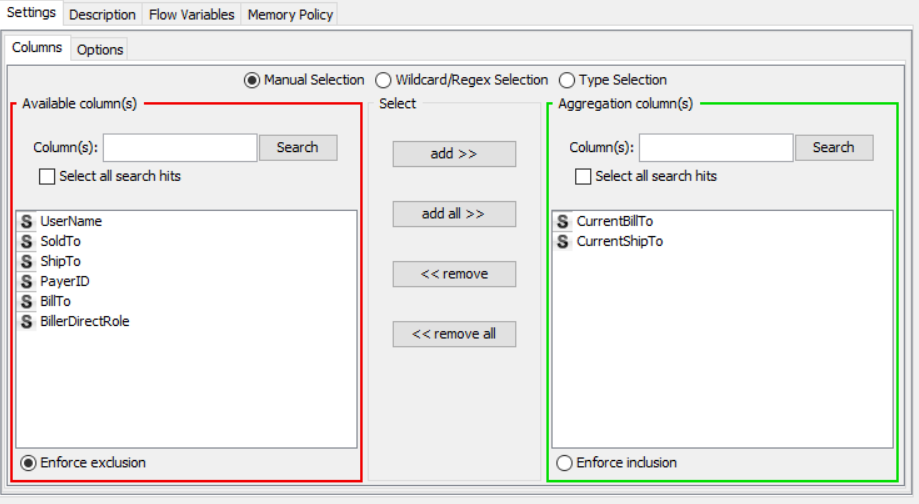 Settings Description Flow Variables Memory Policy
Columns Options
Manual Selection Wildcard/Regex Selection Type Selection
Available column(s)
Column(s): Search
Select all search hits
S UserName
S SoldTo
S ShipTo
S PayerID
S BillTo
S BillerDirectRole
Enforce exclusion
Select
add >>
add all >>
<< remove
<< remove all
Aggregation column(s)
Column(s): Search
Select all search hits
S CurrentBillTo
S CurrentShipTo
Enforce inclusion